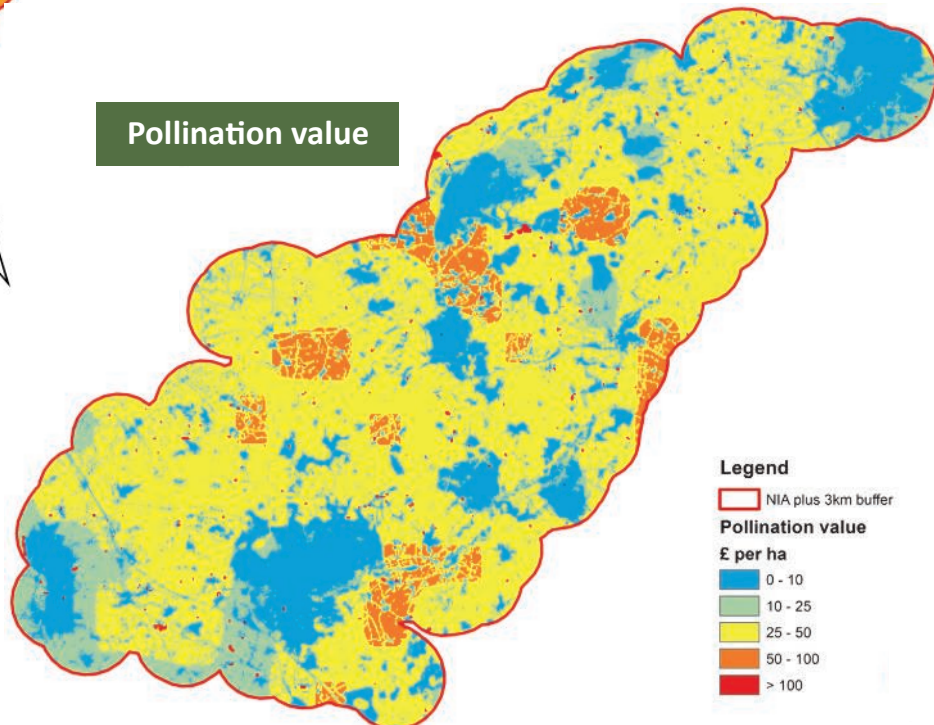 Pollination value
Legend
NIA plus 3km buffer
Pollination value
£ per ha
0 - 10
10 - 25
25 - 50
50 - 100
> 100